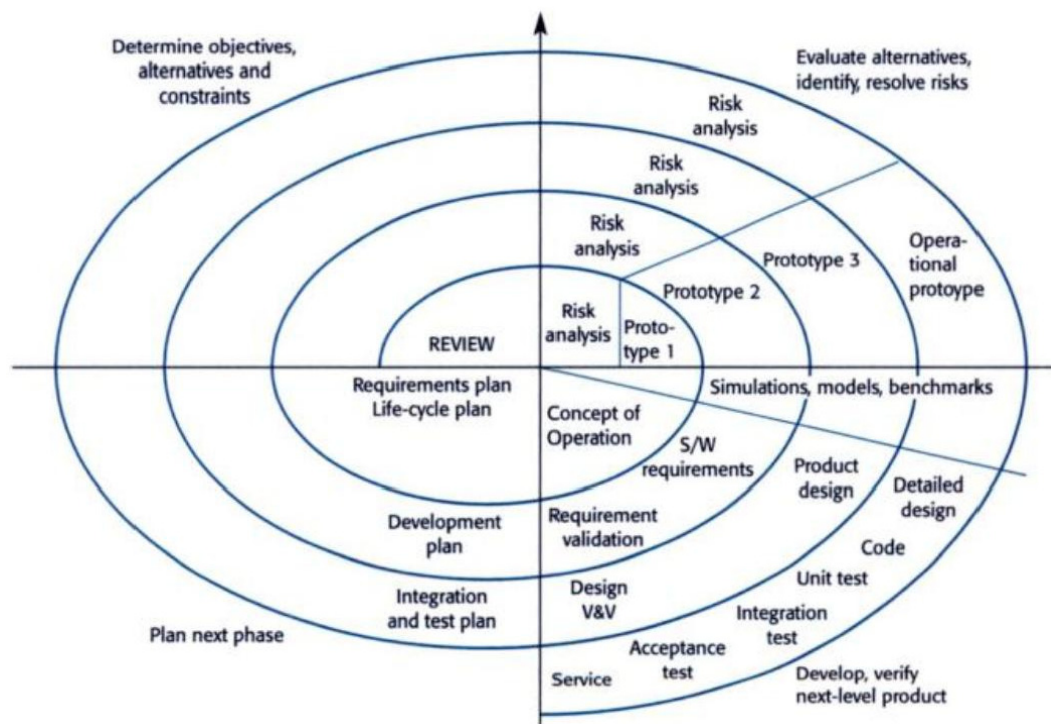 Determine objectives,
alternatives and
constraints
Evaluate alternatives,
identify, resolve risks
Risk
analysis
Risk
analysis
Risk
analysis
Risk
analysis
Proto-
type 1
Prototype 2
Prototype 3
Opera-
tional
protoype
REVIEW
Requirements plan
Life-cycle plan
Concept of
Operation
Simulations, models, benchmarks
S/W
requirements
Product
design
Detailed
design
Development
plan
Requirement
validation
Code
Unit test
Integration
and test plan
Design
V&V
Integration
test
Plan next phase
Acceptance
test
Service
Develop, verify
next-level product